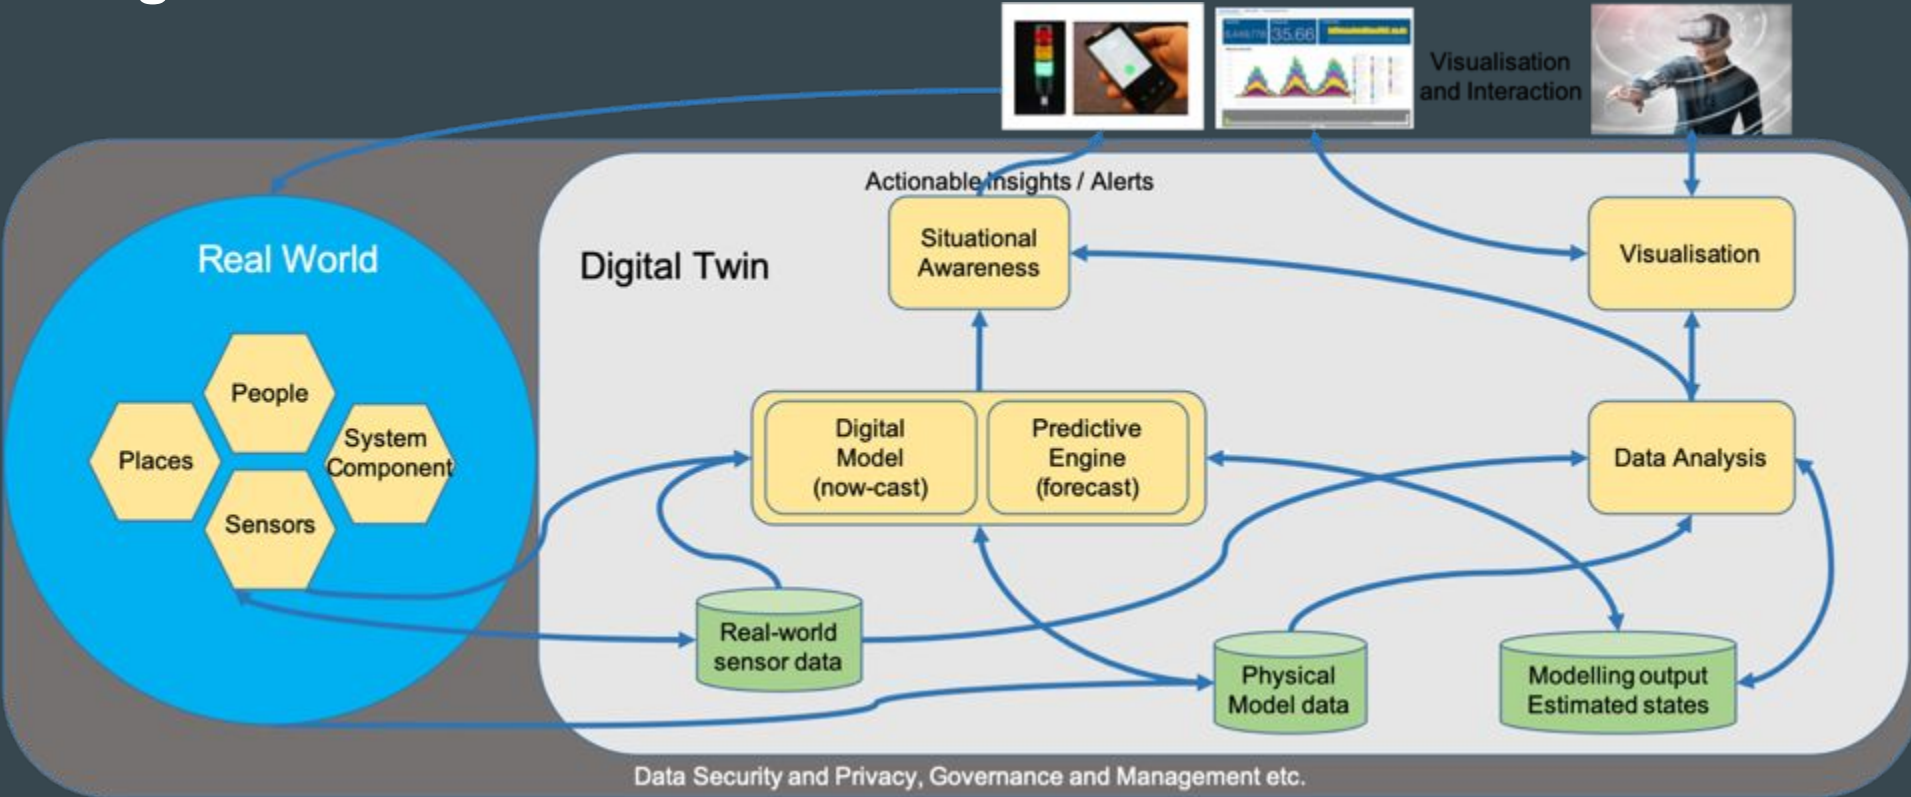 35.66
Visualisation
and Interaction
Actionable Insights / Alerts
Real World
Digital Twin
Situational
Awareness
Visualisation
People
Places
System
Component
Sensors
Digital
Model
(now-cast)
Predictive
Engine
(forecast)
Data Analysis
Real-world
sensor data
Physical
Model data
Modelling output
Estimated states
Data Security and Privacy, Governance and Management etc.